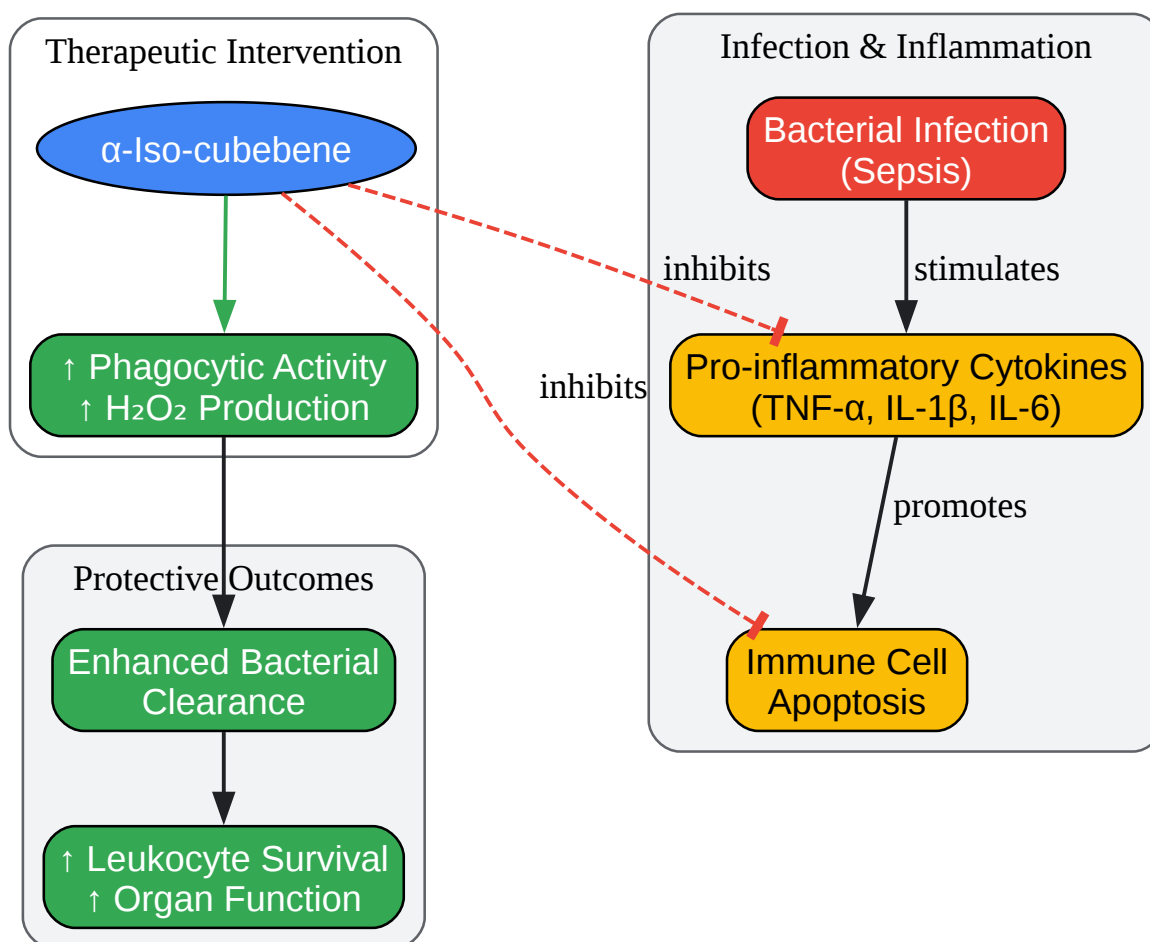 Therapeutic Intervention
α-Iso-cubebene
↑ Phagocytic Activity
↑ H₂O₂ Production
Protective Outcomes
Enhanced Bacterial
Clearance
↑ Leukocyte Survival
↑ Organ Function
inhibits
inhibits
Infection & Inflammation
Bacterial Infection
(Sepsis)
stimulates
Pro-inflammatory Cytokines
(TNF-α, IL-1β, IL-6)
promotes
Immune Cell
Apoptosis